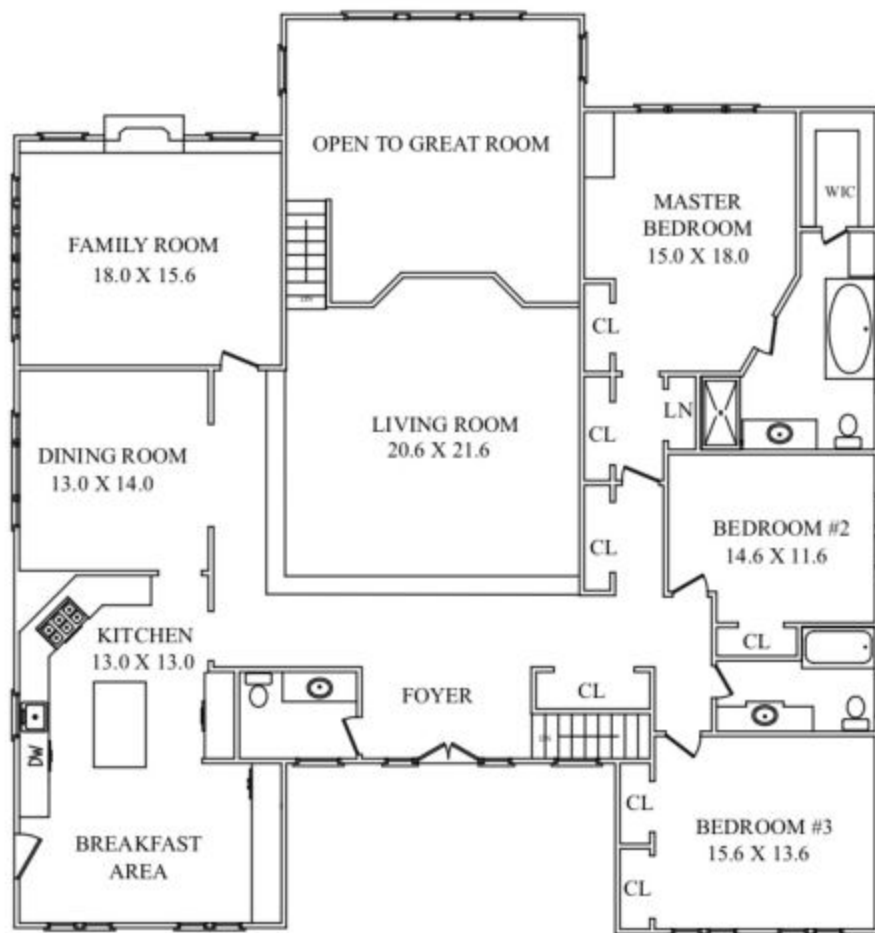 OPEN TO GREAT ROOM
MASTER
BEDROOM
15.0 X 18.0
WIC
FAMILY ROOM
18.0 X 15.6
DN
CL
LIVING ROOM
20.6 X 21.6
CL
LN
DINING ROOM
13.0 X 14.0
BEDROOM #2
14.6 X 11.6
CL
KITCHEN
13.0 X 13.0
CL
FOYER
CL
DN
DW
BREAKFAST
AREA
CL
BEDROOM #3
15.6 X 13.6
CL